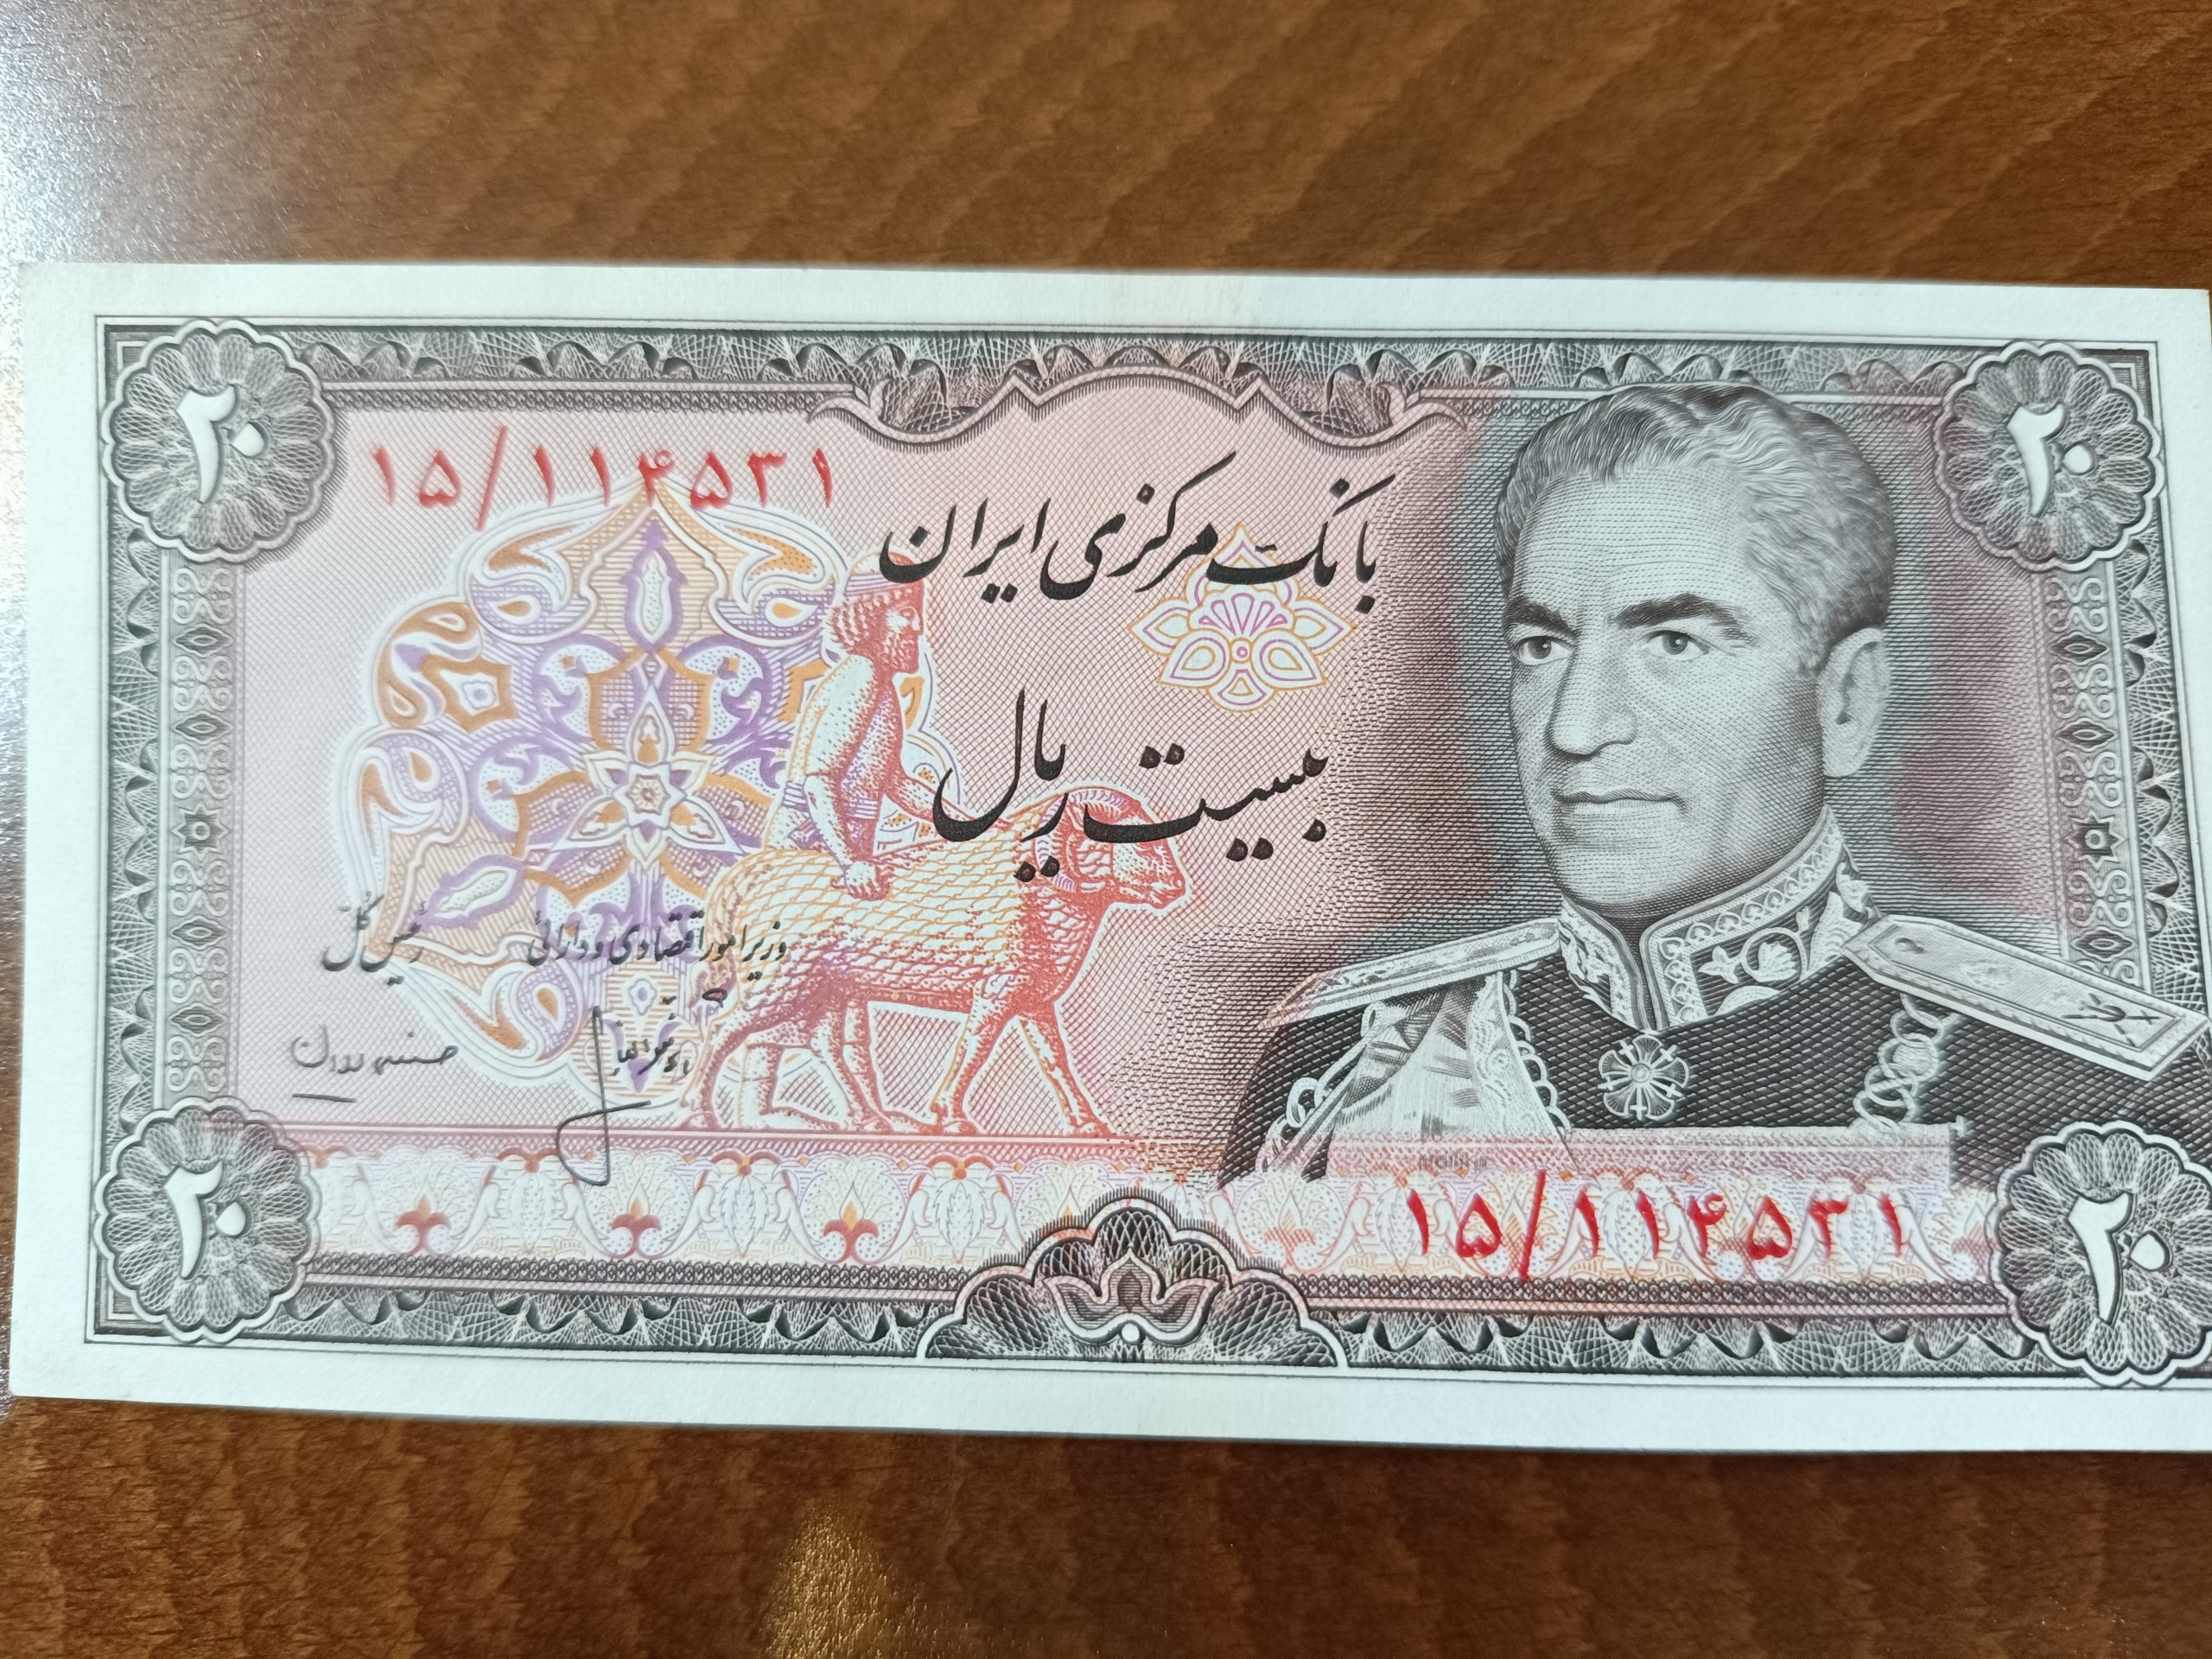 ۲۰
۲۰
۱۵/۱۱۴۵۳۱
بانک مرکزی ایران
بیست ریال
وزیر امور اقتصادی و دارائی
رئیس کل
۱۵/۱۱۴۵۳۱
۲۰
۲۰